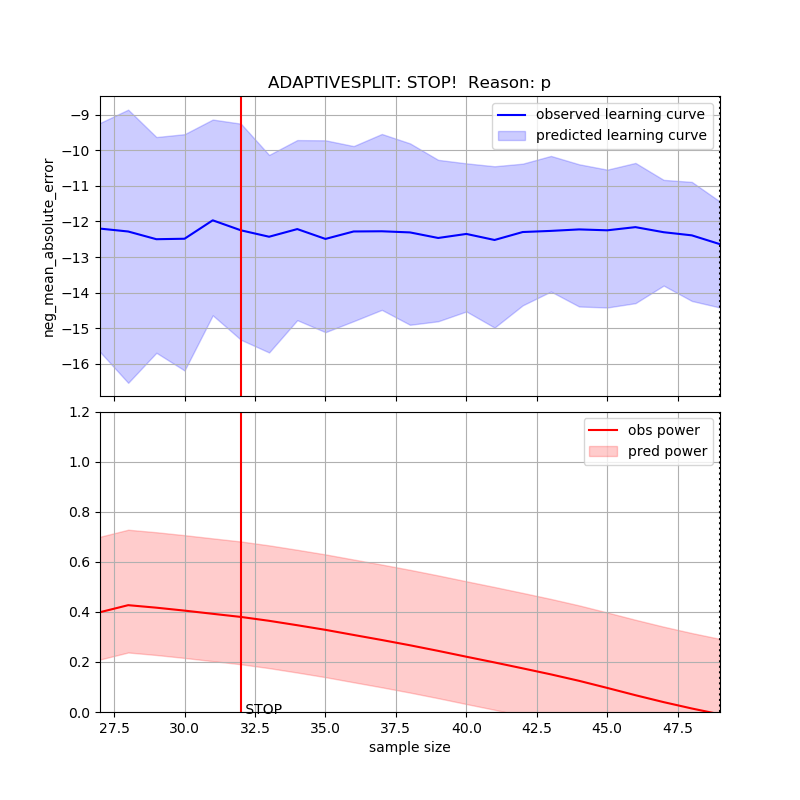 ADAPTIVESPLIT: STOP!  Reason: p
observed learning curve
predicted learning curve
neg_mean_absolute_error
−9
−10
−11
−12
−13
−14
−15
−16
obs power
pred power
1.2
1.0
0.8
0.6
0.4
0.2
0.0
STOP
27.5 30.0 32.5 35.0 37.5 40.0 42.5 45.0 47.5
sample size